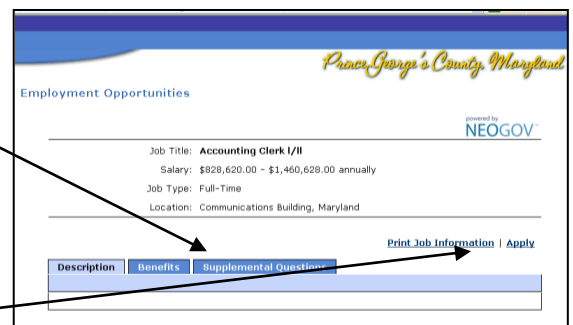 Prince George's County, Maryland
Employment Opportunities
powered by
NEOGOV
Job Title: Accounting Clerk I/II
Salary: $828,620.00 - $1,460,628.00 annually
Job Type: Full-Time
Location: Communications Building, Maryland
Print Job Information | Apply
Description Benefits Supplemental Questions